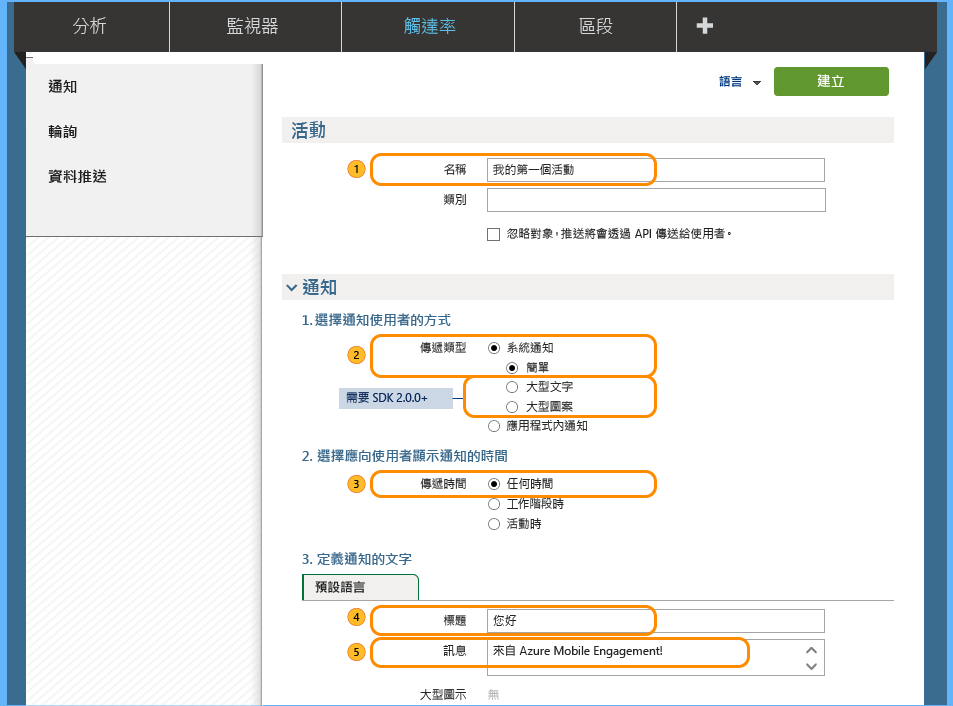 分析 監視器 觸達率 區段
通知
輪詢
資料推送
語言 建立
活動
1 名稱 我的第一個活動
類別
忽略對象，推送將會透過 API 傳送給使用者。
通知
1.選擇通知使用者的方式
2 傳遞類型 系統通知
簡單
大型文字
需要 SDK 2.0.0+
大型圖案
應用程式內通知
2. 選擇應向使用者顯示通知的時間
3 傳遞時間 任何時間
工作階段時
活動時
3. 定義通知的文字
預設語言
4 標題 您好
5 訊息 來自 Azure Mobile Engagement!
大型圖示 無